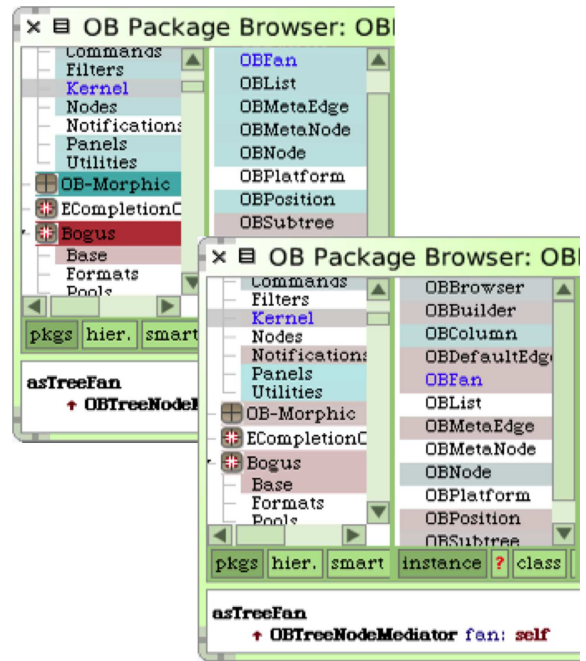 OB Package Browser: OB
Commands
Filters
Kernel
Nodes
Notifications
Panels
Utilities
OB-Morphic
ECompletionC
Bogus
Base
Formats
Pools
OBFan
OBList
OBMetaEdge
OBMetaNode
OBNode
OBPlatform
OBPosition
OBSubtree
pkgs hier. smart
asTreeFan
↑ OBTreeNodeM
OB Package Browser: OB
Commands
Filters
Kernel
Nodes
Notifications
Panels
Utilities
OB-Morphic
ECompletionC
Bogus
Base
Formats
Pools
OBBrowser
OBBuilder
OBColumn
OBDefaultEdge
OBFan
OBList
OBMetaEdge
OBMetaNode
OBNode
OBPlatform
OBPosition
OBSubtree
pkgs hier. smart instance ? class
asTreeFan
↑ OBTreeNodeMediator fan: self